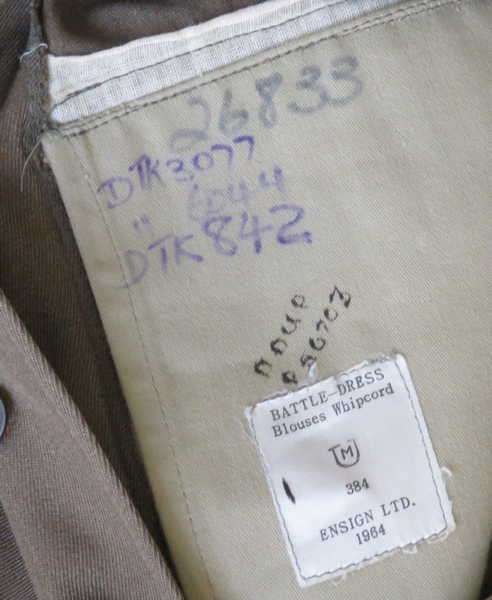 26833
DTK3077
" 6044
DTK842
BATTLE-DRESS
Blouses Whipcord
M
384
ENSIGN LTD.
1964